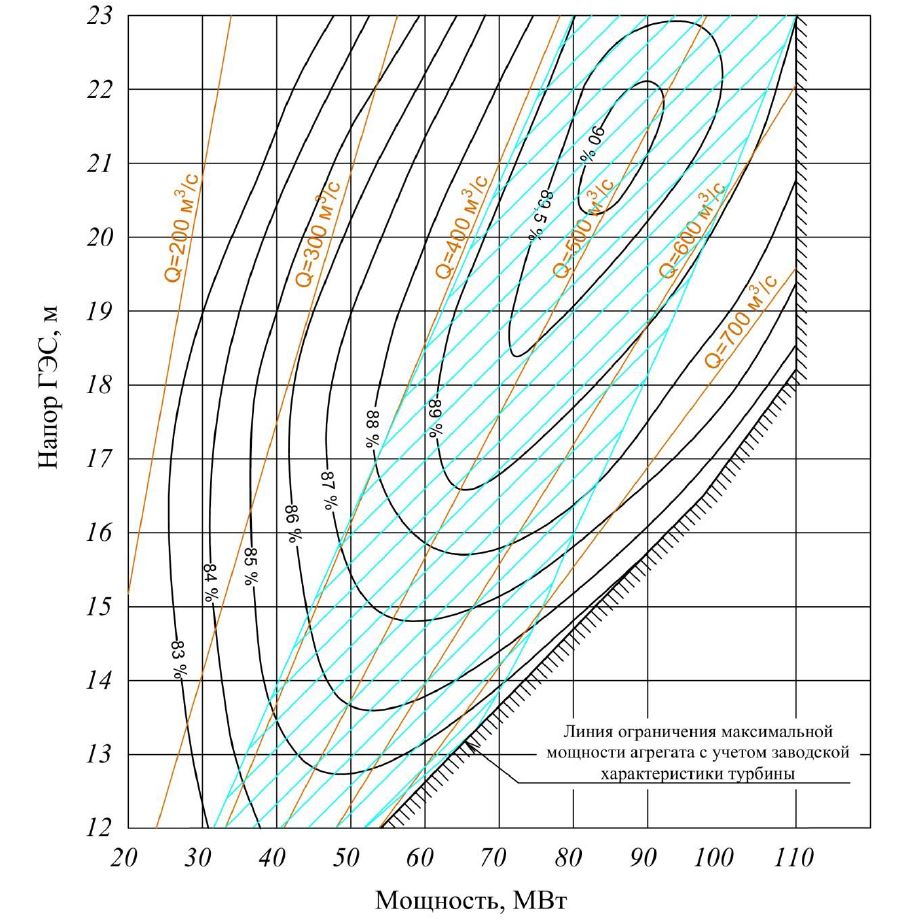 23
22
21
20
19
18
17
16
15
14
13
12
Напор ГЭС, м
Q=200 м³/с
Q=300 м³/с
Q=400 м³/с
Q=500 м³/с
Q=600 м³/с
Q=700 м³/с
90 %
89,5 %
89 %
88 %
87 %
86 %
85 %
84 %
83 %
Линия ограничения максимальной
мощности агрегата с учетом заводской
характеристики турбины
20 30 40 50 60 70 80 90 100 110
Мощность, МВт